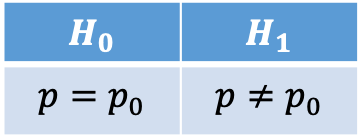 H₀ H₁
p = p₀ p ≠ p₀